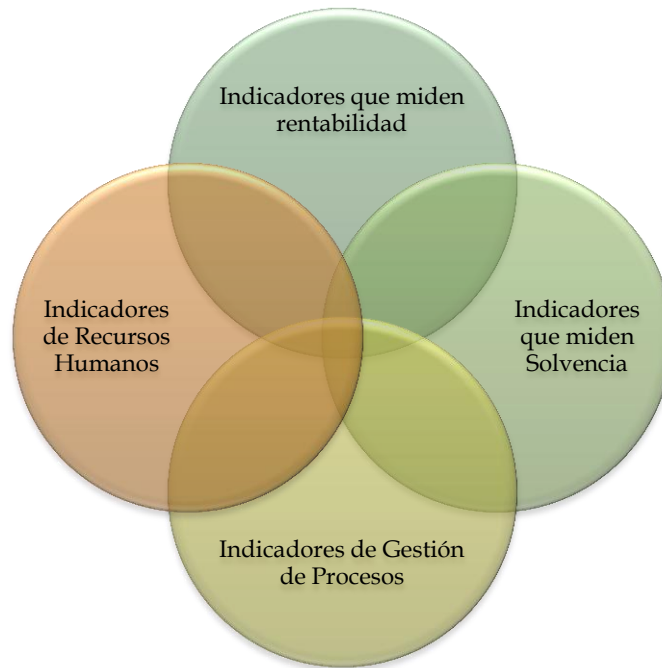 Indicadores que miden
rentabilidad
Indicadores
de Recursos
Humanos
Indicadores
que miden
Solvencia
Indicadores de Gestión
de Procesos